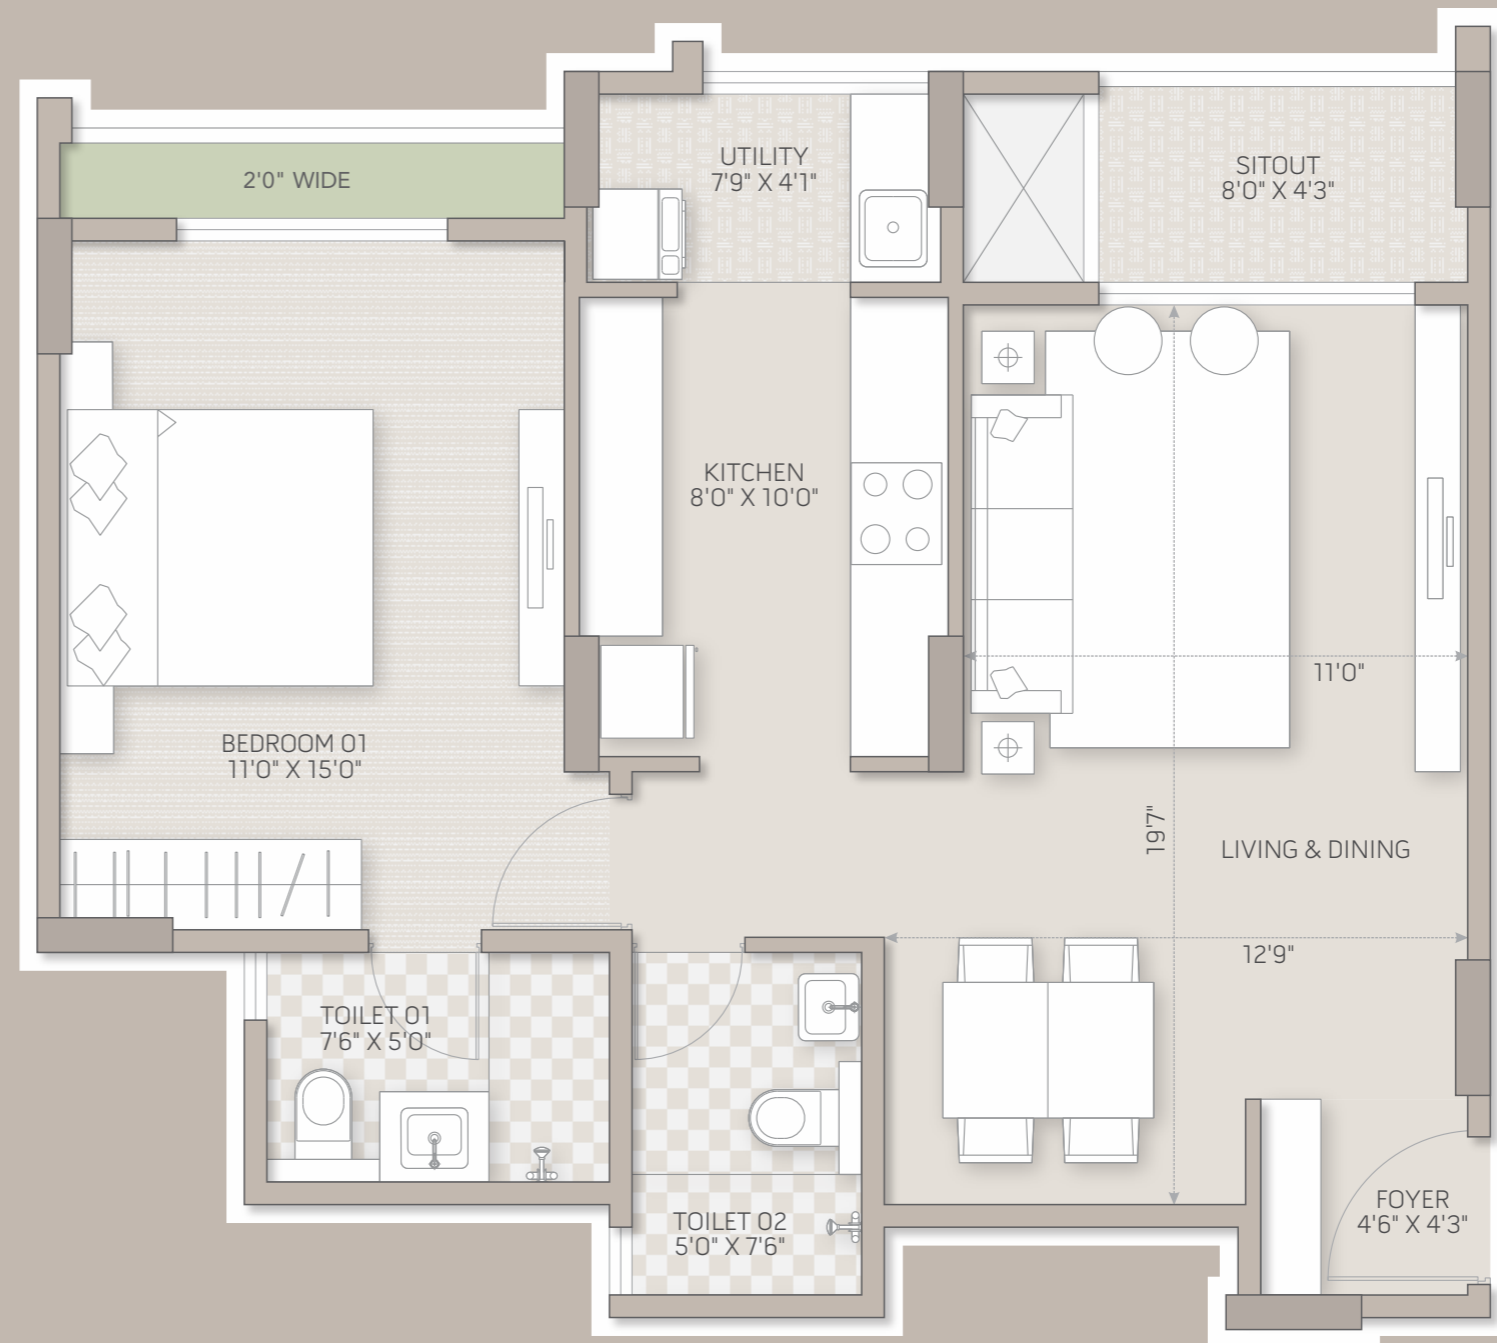 2'0" WIDE
UTILITY
7'9" X 4'1"
SITOUT
8'0" X 4'3"
KITCHEN
8'0" X 10'0"
11'0"
BEDROOM 01
11'0" X 15'0"
19'7"
LIVING & DINING
12'9"
TOILET 01
7'6" X 5'0"
FOYER
4'6" X 4'3"
TOILET 02
5'0" X 7'6"